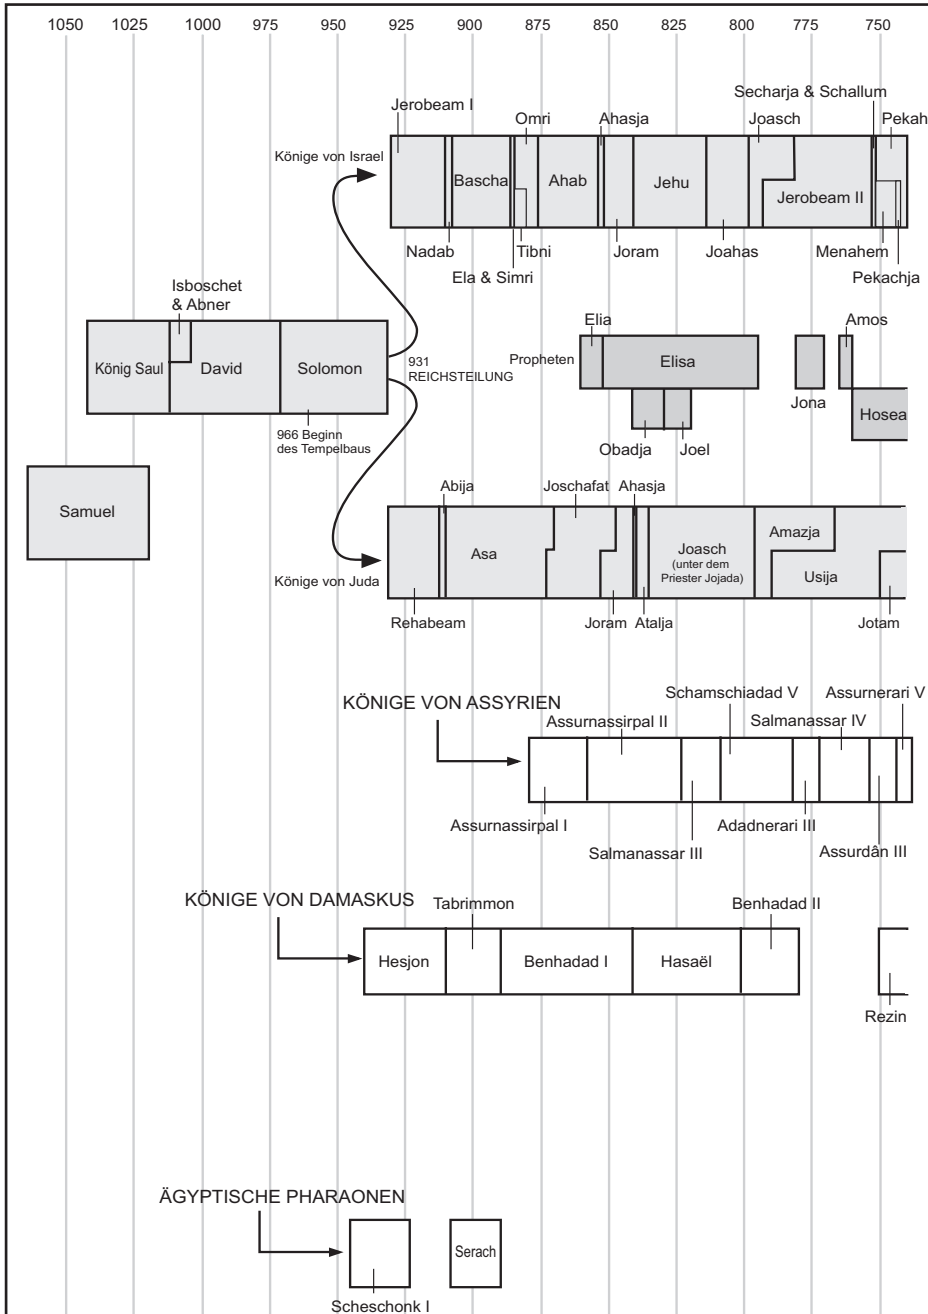 1050 1025 1000 975 950 925 900 875 850 825 800 775 750
Secharja & Schallum
Jerobeam I Omri Ahasja Joasch Pekah
Könige von Israel
Bascha Ahab Jehu Jerobeam II
Nadab Tibni Joram Joahas Menahem
Ela & Simri Pekachja
Isboschet
& Abner
König Saul David Solomon
931
REICHSTEILUNG
966 Beginn
des Tempelbaus
Elia Amos
Propheten Elisa
Jona
Hosea
Obadja Joel
Samuel
Abija Joschafat Ahasja
Asa Joasch
(unter dem
Priester Jojada)
Amazja
Usija
Könige von Juda
Rehabeam Joram Atalja Jotam
KÖNIGE VON ASSYRIEN
Schamschiadad V Assurnerari V
Assurnassirpal II Salmanassar IV
Assurnassirpal I Adadnerari III
Salmanassar III Assurdân III
KÖNIGE VON DAMASKUS
Tabrimmon Benhadad II
Hesjon Benhadad I Hasaël
Rezin
ÄGYPTISCHE PHARAONEN
Serach
Scheschonk I